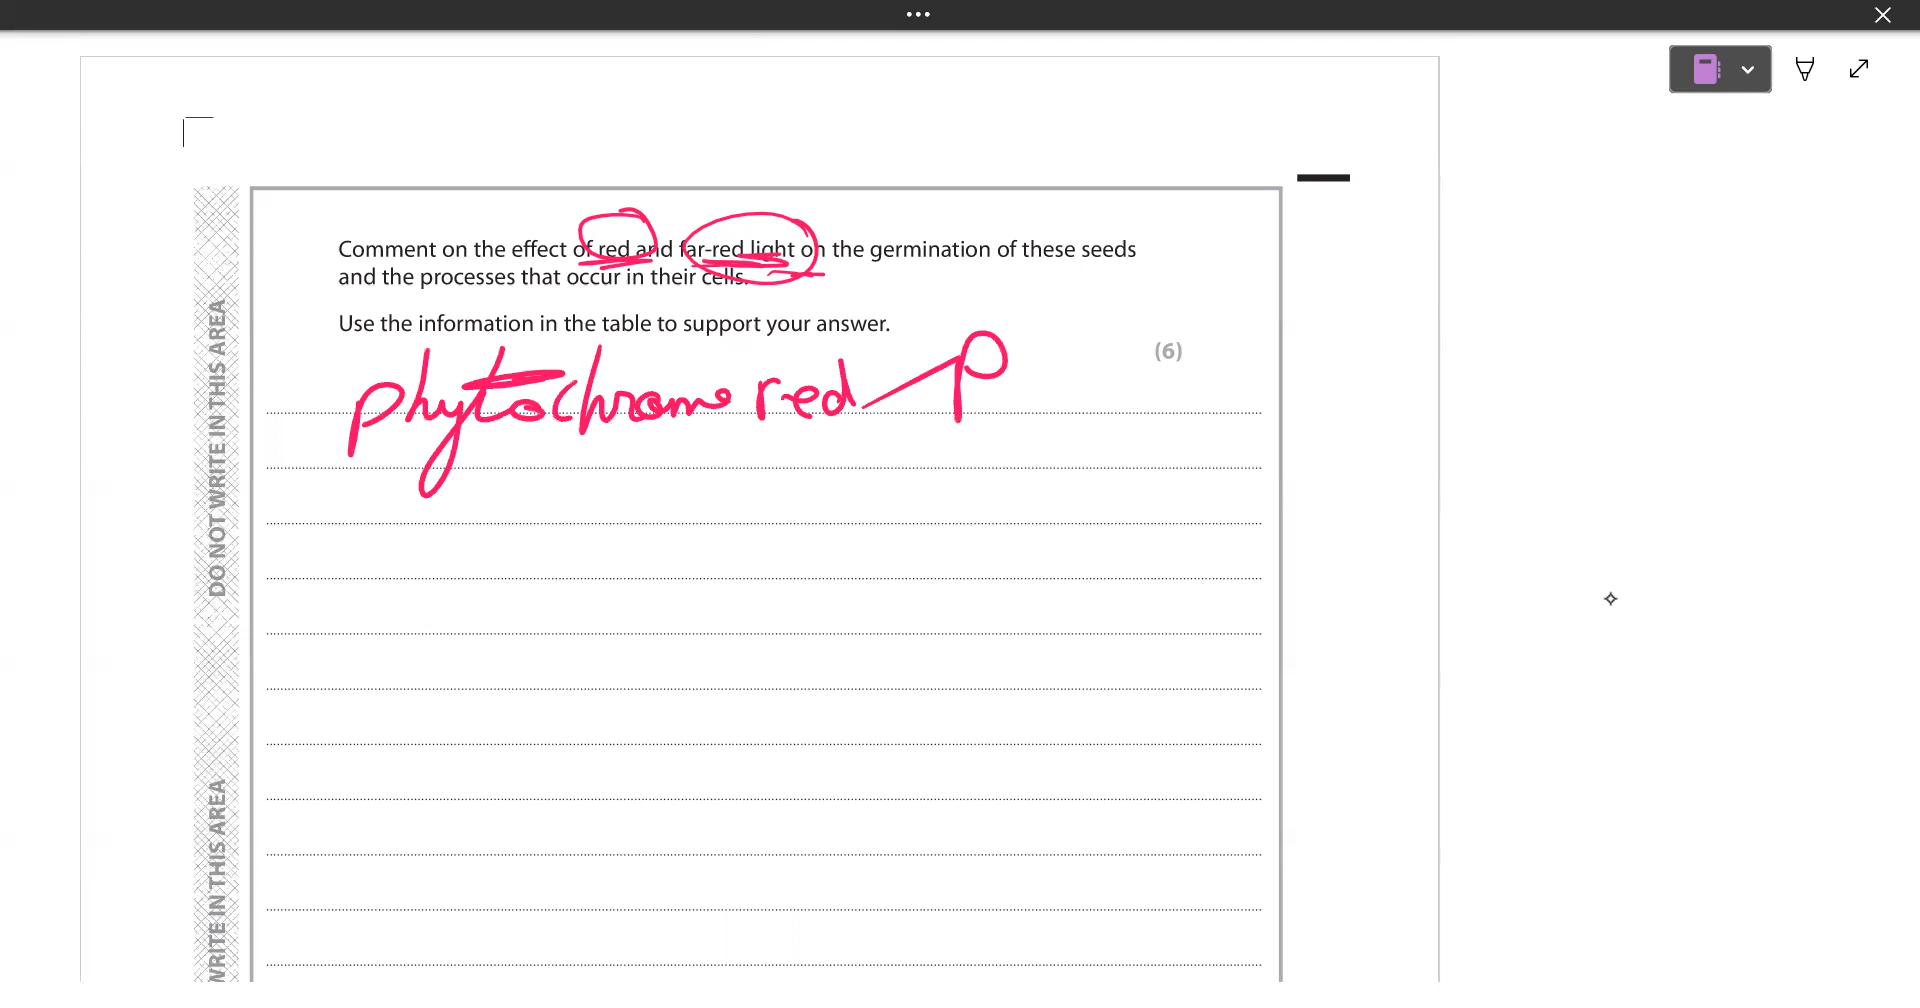 Comment on the effect of red and far-red light on the germination of these seeds
and the processes that occur in their cells.
Use the information in the table to support your answer.
(6)
phytochrome red P
DO NOT WRITE IN THIS AREA
WRITE IN THIS AREA